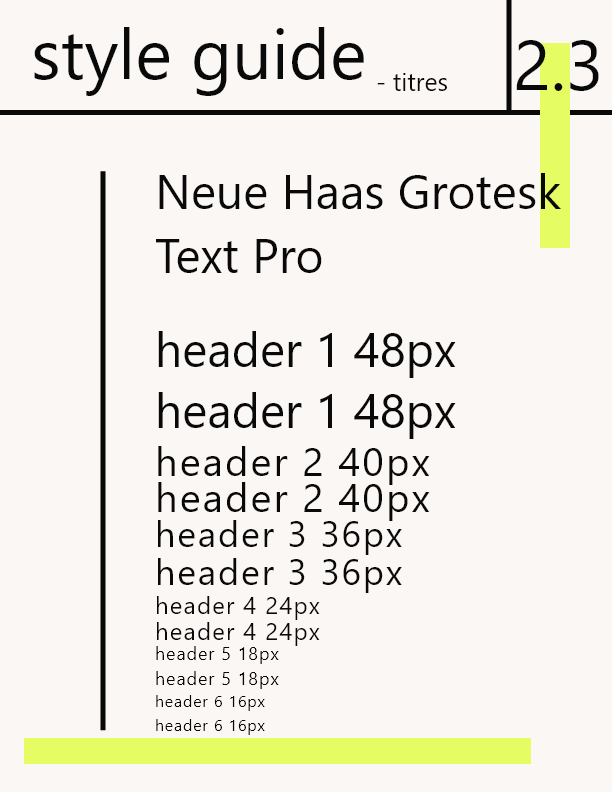 style guide - titres 2.3
Neue Haas Grotesk
Text Pro
header 1 48px
header 1 48px
header 2 40px
header 2 40px
header 3 36px
header 3 36px
header 4 24px
header 4 24px
header 5 18px
header 5 18px
header 6 16px
header 6 16px